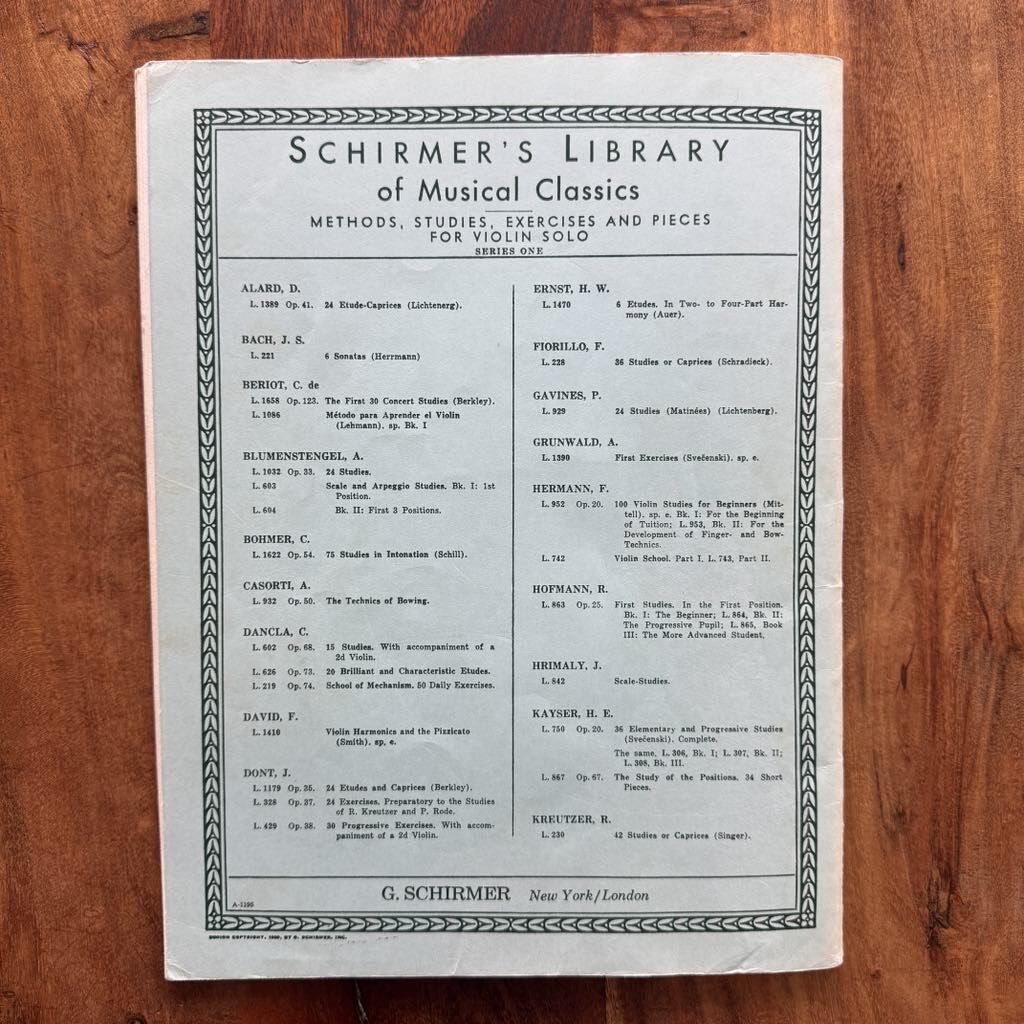 SCHIRMER'S LIBRARY
of Musical Classics
METHODS, STUDIES, EXERCISES AND PIECES
FOR VIOLIN SOLO
SERIES ONE
ALARD, D.
L. 1389 Op. 41. 24 Etude-Caprices (Lichtenerg).
BACH, J. S.
L. 221 6 Sonatas (Herrmann)
BERIOT, C. de
L. 1658 Op. 123. The First 30 Concert Studies (Berkley).
L. 1086 Método para Aprender el Violin
(Lehmann). sp. Bk. I
BLUMENSTENGEL, A.
L. 1032 Op. 33. 24 Studies.
L. 603 Scale and Arpeggio Studies. Bk. I: 1st
Position.
L. 604 Bk. II: First 3 Positions.
BOHMER, C.
L. 1622 Op. 54. 75 Studies in Intonation (Schill).
CASORTI, A.
L. 932 Op. 50. The Technics of Bowing.
DANCLA, C.
L. 602 Op. 68. 15 Studies. With accompaniment of a
2d Violin.
L. 626 Op. 73. 20 Brilliant and Characteristic Etudes.
L. 219 Op. 74. School of Mechanism. 50 Daily Exercises.
DAVID, F.
L. 1410 Violin Harmonics and the Pizzicato
(Smith). sp. e.
DONT, J.
L. 1179 Op. 35. 24 Etudes and Caprices (Berkley).
L. 328 Op. 37. 24 Exercises. Preparatory to the Studies
of R. Kreutzer and P. Rode.
L. 429 Op. 38. 30 Progressive Exercises. With accom-
paniment of a 2d Violin.
ERNST, H. W.
L. 1470 6 Etudes. In Two- to Four-Part Har-
mony (Auer).
FIORILLO, F.
L. 228 36 Studies or Caprices (Schradieck).
GAVINES, P.
L. 929 24 Studies (Matinées) (Lichtenberg).
GRUNWALD, A.
L. 1390 First Exercises (Svečenski). sp. e.
HERMANN, F.
L. 952 Op. 20. 100 Violin Studies for Beginners (Mit-
tell). sp. e. Bk. I: For the Beginning
of Tuition; L. 953, Bk. II: For the
Development of Finger- and Bow-
Technics.
L. 742 Violin School. Part I. L. 743, Part II.
HOFMANN, R.
L. 863 Op. 25. First Studies. In the First Position.
Bk. I: The Beginner; L. 864, Bk. II:
The Progressive Pupil; L. 865, Book
III: The More Advanced Student.
HRIMALY, J.
L. 842 Scale-Studies.
KAYSER, H. E.
L. 750 Op. 20. 36 Elementary and Progressive Studies
(Svečenski). Complete.
The same, L. 306, Bk. I; L. 307, Bk. II;
L. 308, Bk. III.
L. 867 Op. 67. The Study of the Positions. 34 Short
Pieces.
KREUTZER, R.
L. 230 42 Studies or Caprices (Singer).
G. SCHIRMER New York/London
A-1195
COPYRIGHT, BY G. SCHIRMER, INC.